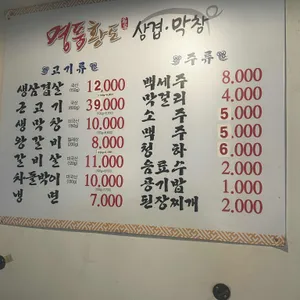 명품황토 삼겹·막창
고기류
생삼겹살 12,000
근고기 39,000
생막창 10,000
왕갈비 8,000
갈비살 11,000
차돌박이 10,000
냉면 7.000
주류
백세주 8,000
막걸리 4,000
소주 5,000
맥주 5,000
청하 6,000
음료수 2,000
공기밥 1.000
된장찌개 2.000